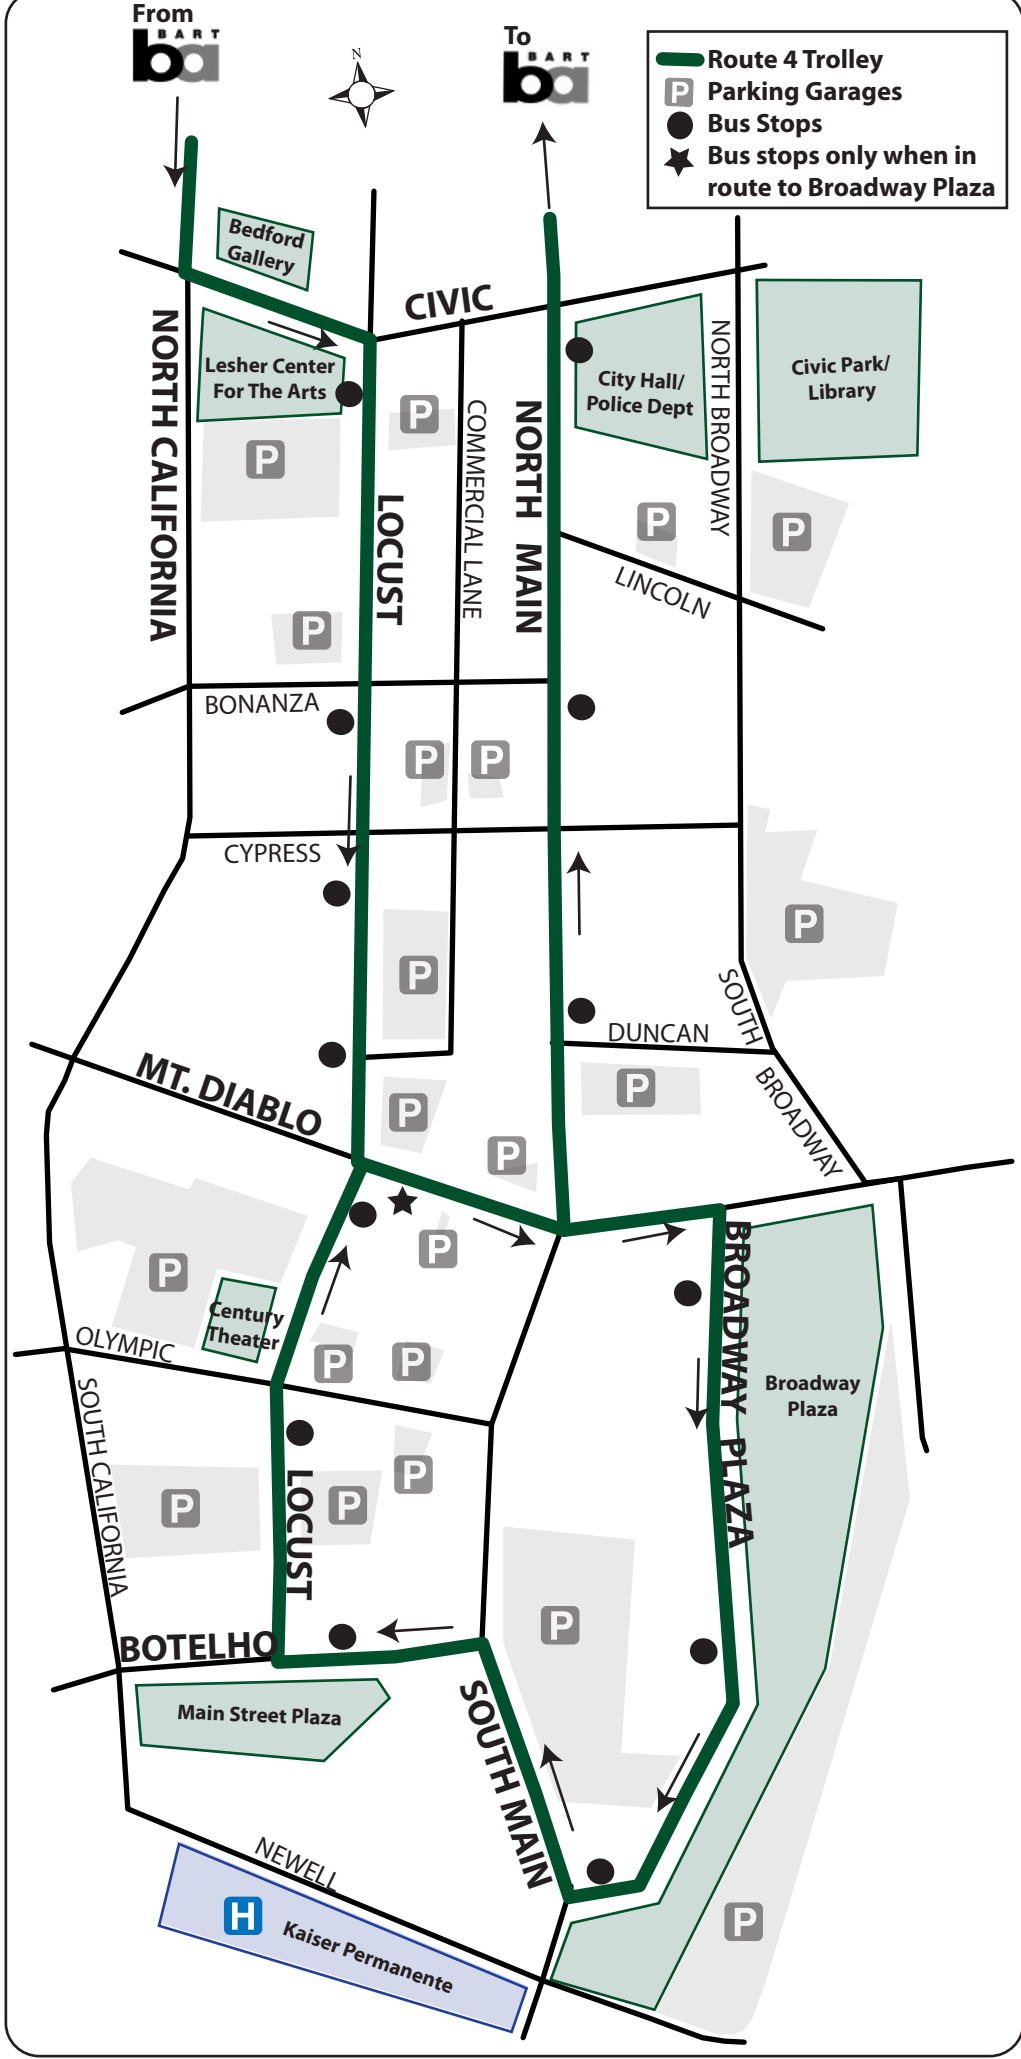 From
BART
ba
To
BART
ba
N
Route 4 Trolley
P
Parking Garages
Bus Stops
Bus stops only when in
route to Broadway Plaza
Bedford
Gallery
CIVIC
NORTH CALIFORNIA
Lesher Center
For The Arts
P
P
LOCUST
COMMERCIAL LANE
NORTH MAIN
City Hall/
Police Dept
NORTH BROADWAY
Civic Park/
Library
P
P
LINCOLN
P
BONANZA
P
P
CYPRESS
P
P
SOUTH
BROADWAY
DUNCAN
MT. DIABLO
P
P
P
P
P
Century
Theater
OLYMPIC
P
P
BROADWAY PLAZA
Broadway
Plaza
SOUTH CALIFORNIA
P
LOCUST
P
P
P
BOTELHO
Main Street Plaza
SOUTH MAIN
NEWELL
H
Kaiser Permanente
P